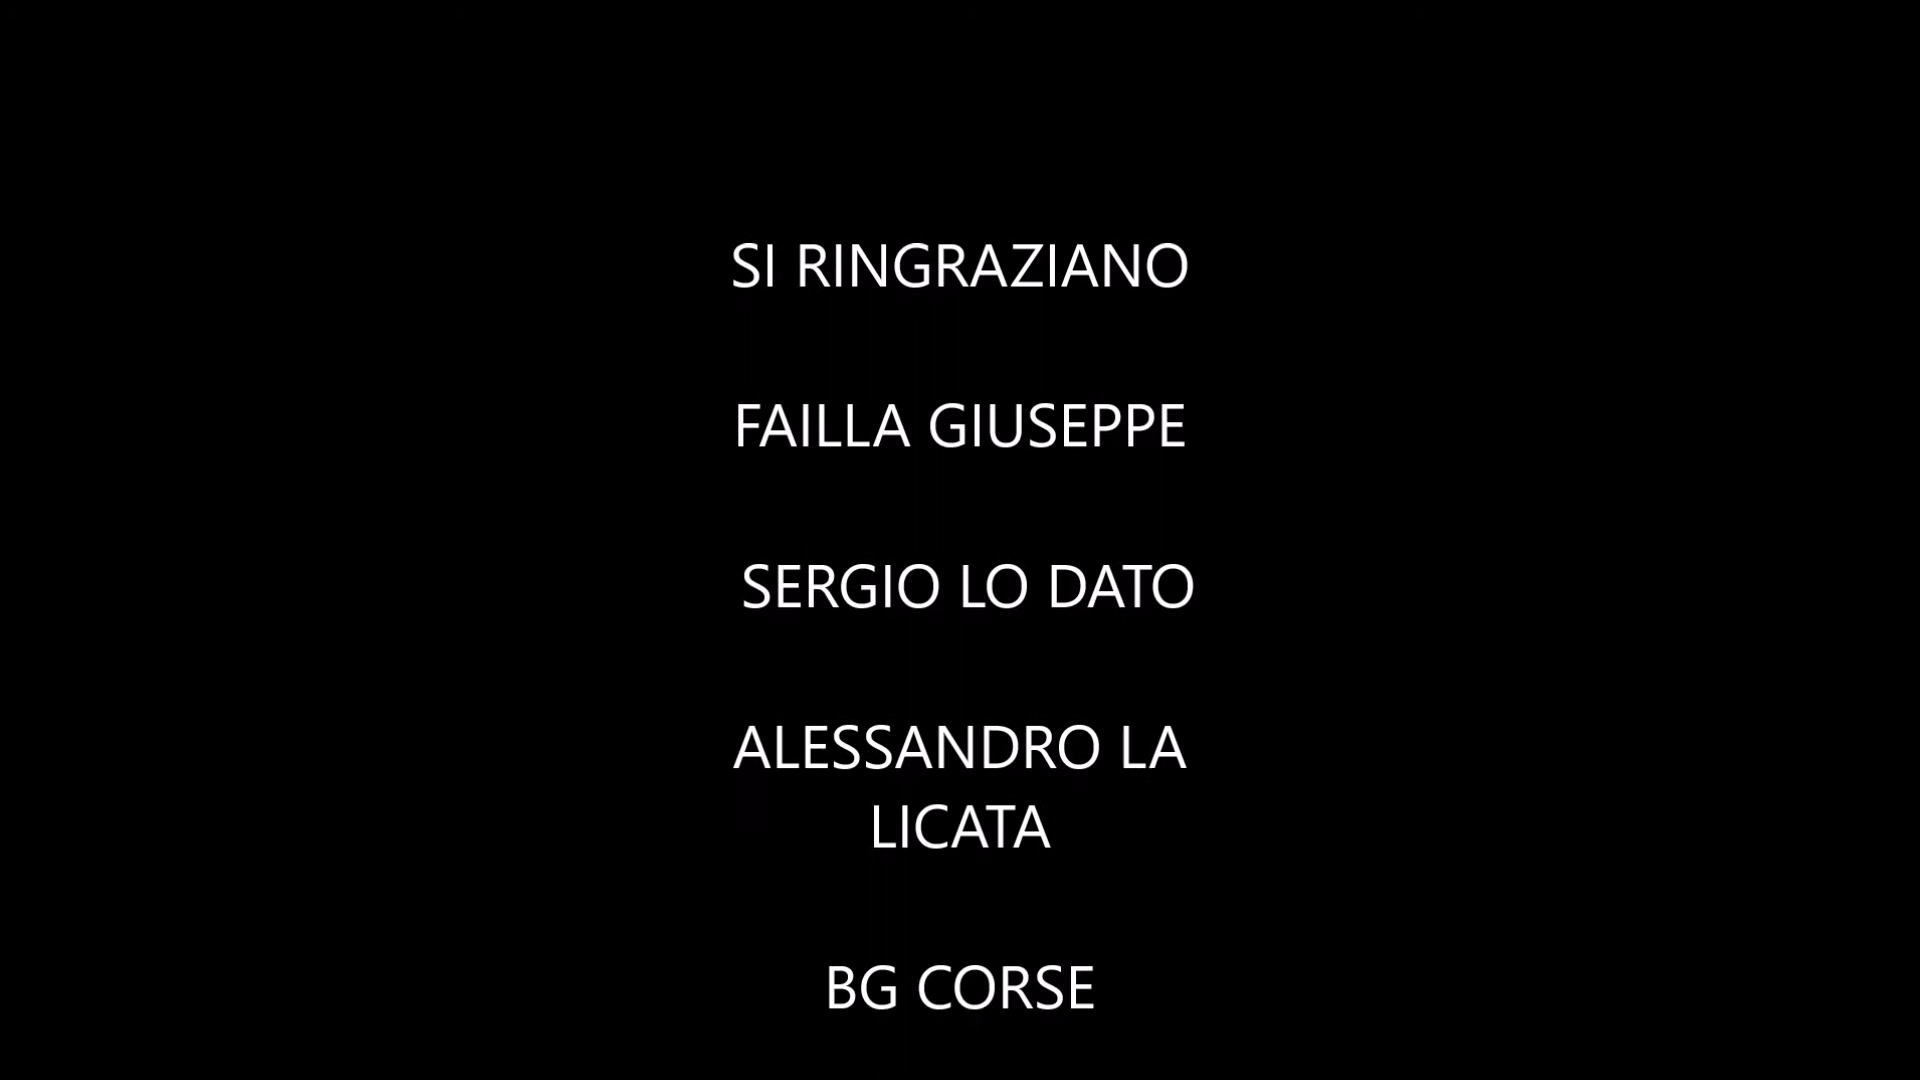 SI RINGRAZIANO
FAILLA GIUSEPPE
SERGIO LO DATO
ALESSANDRO LA
LICATA
BG CORSE